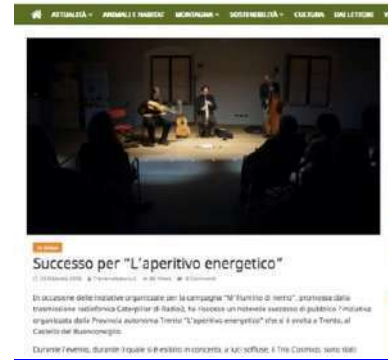 ATTUALITÀ ANIMALI E HABITAT MONTAGNA SOSTENIBILITÀ CULTURA DAI LETTORI
Successo per "L'aperitivo energetico"
In occasione delle iniziative organizzate per la campagna "M'illumino di meno", promossa dalla
trasmissione radiofonica Caterpillar di Radio2, ha riscosso un notevole successo di pubblico l'iniziativa
organizzata dalla Provincia autonoma Trento "L'aperitivo energetico" che si è svolta a Trento, al
Castello del Buonconsiglio.
Durante l'evento, durante il quale si è esibito in concerto, a luci soffuse, il Trio Cosmico, sono stati